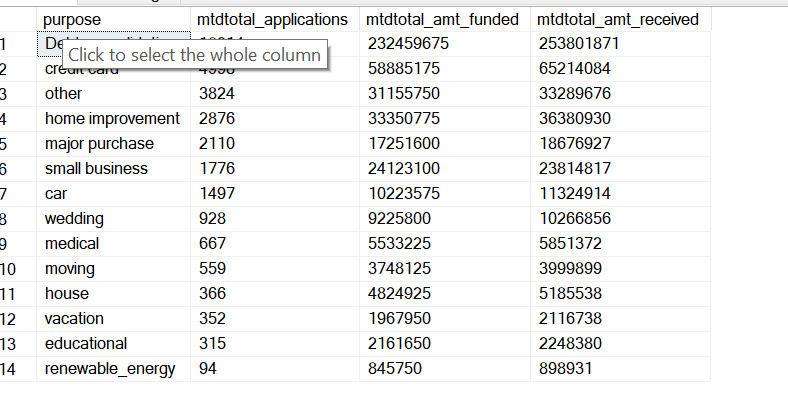 purpose mtdtotal_applications mtdtotal_amt_funded mtdtotal_amt_received
1 232459675 253801871
Click to select the whole column
2 credit card 4998 58885175 65214084
3 other 3824 31155750 33289676
4 home improvement 2876 33350775 36380930
5 major purchase 2110 17251600 18676927
6 small business 1776 24123100 23814817
7 car 1497 10223575 11324914
8 wedding 928 9225800 10266856
9 medical 667 5533225 5851372
10 moving 559 3748125 3999899
11 house 366 4824925 5185538
12 vacation 352 1967950 2116738
13 educational 315 2161650 2248380
14 renewable_energy 94 845750 898931